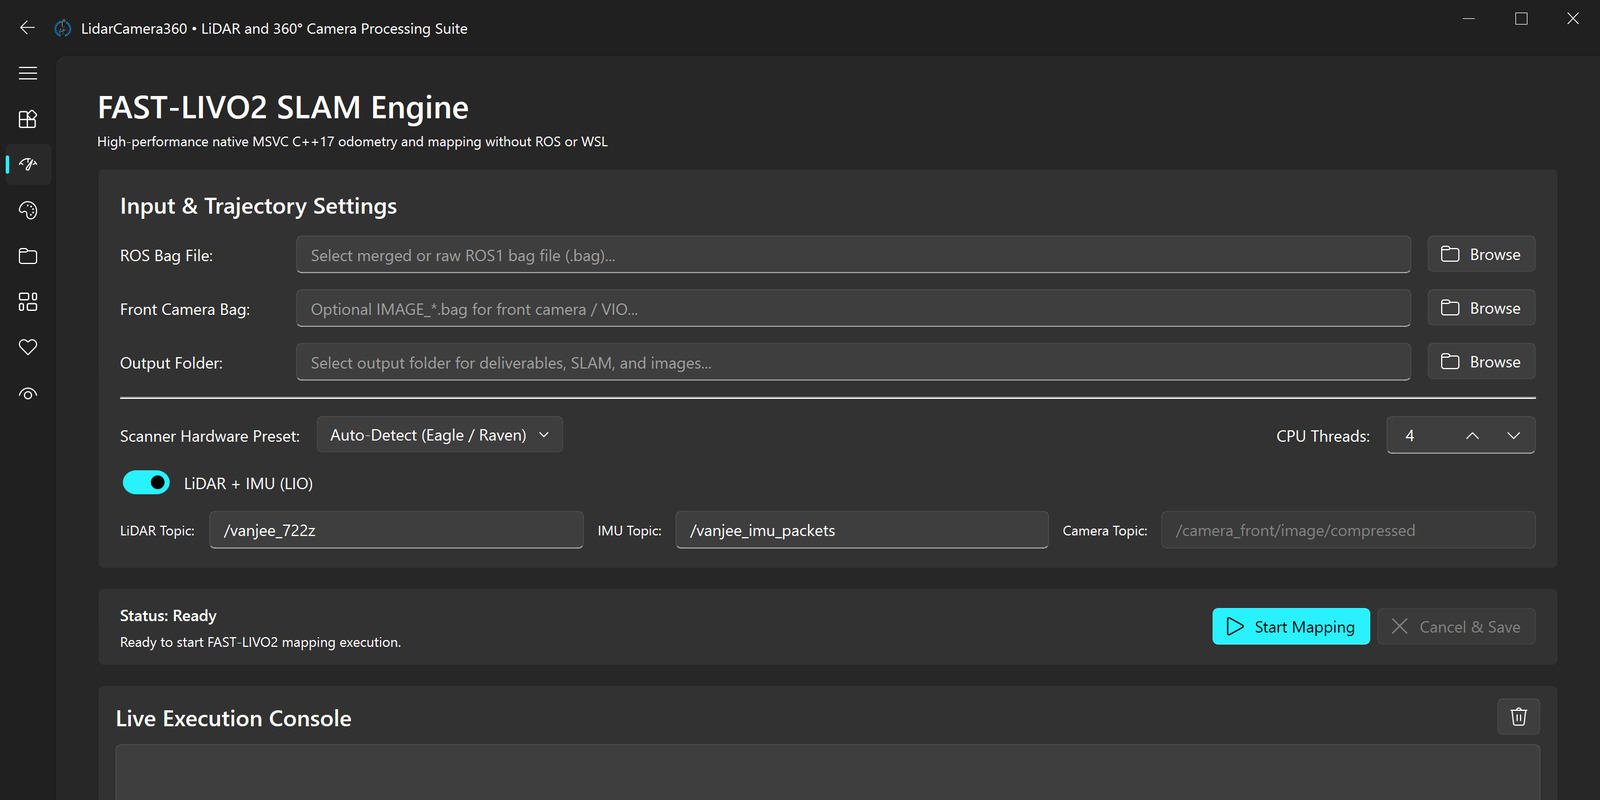 LidarCamera360 • LiDAR and 360° Camera Processing Suite
FAST-LIVO2 SLAM Engine
High-performance native MSVC C++17 odometry and mapping without ROS or WSL
Input & Trajectory Settings
ROS Bag File: Select merged or raw ROS1 bag file (.bag)... Browse
Front Camera Bag: Optional IMAGE_*.bag for front camera / VIO... Browse
Output Folder: Select output folder for deliverables, SLAM, and images... Browse
Scanner Hardware Preset: Auto-Detect (Eagle / Raven) CPU Threads: 4
LiDAR + IMU (LIO)
LiDAR Topic: /vanjee_722z IMU Topic: /vanjee_imu_packets Camera Topic: /camera_front/image/compressed
Status: Ready
Ready to start FAST-LIVO2 mapping execution.
Start Mapping Cancel & Save
Live Execution Console